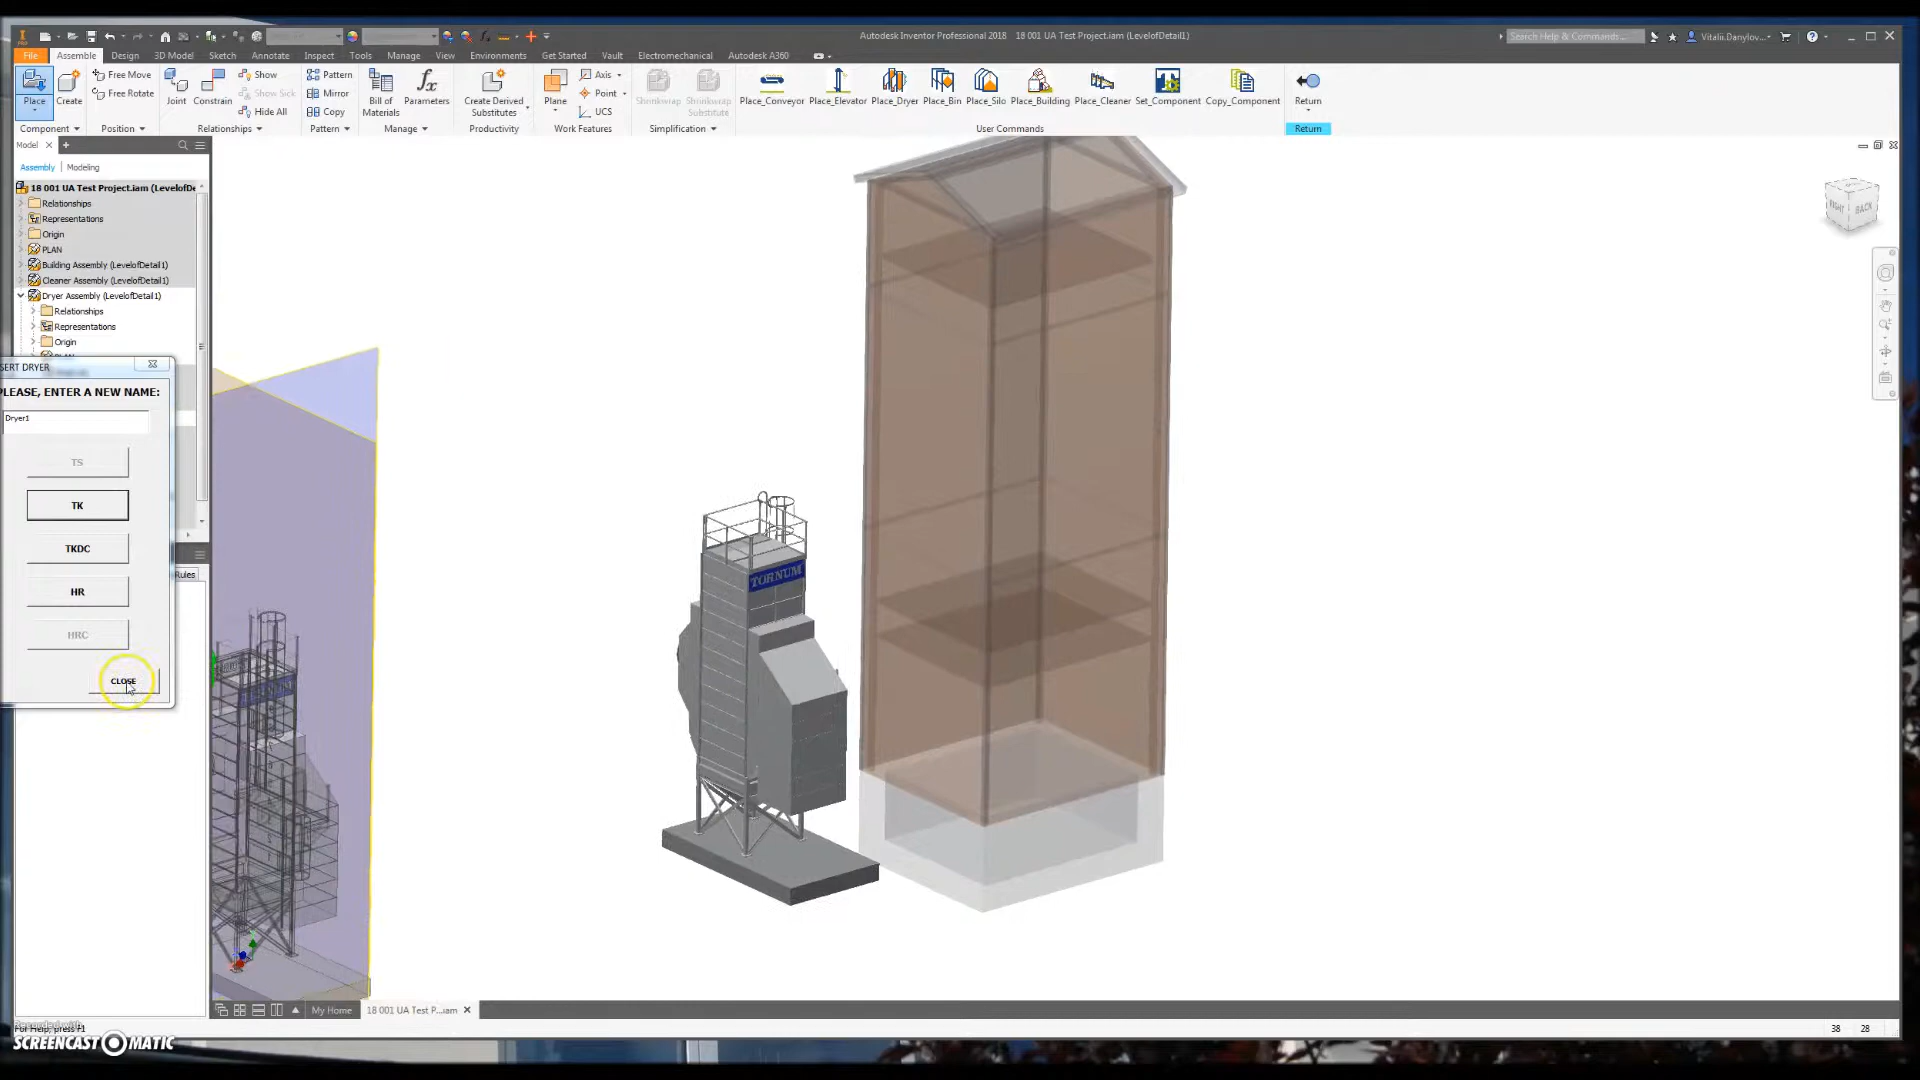 Autodesk Inventor Professional 2018   18 001 UA Test Project.iam (LevelofDetail1)
Search Help & Commands...
Vitalii.Danylov...
File Assemble Design 3D Model Sketch Annotate Inspect Tools Manage View Environments Get Started Vault Electromechanical Autodesk A360
Place Create Free Move Free Rotate Joint Constrain Show Show Sick Hide All Pattern Mirror Copy Bill of Materials Parameters Create Derived Substitutes Plane Axis Point UCS Shrinkwrap Shrinkwrap Substitute Place_Conveyor Place_Elevator Place_Dryer Place_Bin Place_Silo Place_Building Place_Cleaner Set_Component Copy_Component Return
Component Position Relationships Pattern Manage Productivity Work Features Simplification User Commands Return
Model
Assembly Modeling
18 001 UA Test Project.iam (LevelofDe
Relationships
Representations
Origin
PLAN
Building Assembly (LevelofDetail1)
Cleaner Assembly (LevelofDetail1)
Dryer Assembly (LevelofDetail1)
Relationships
Representations
Origin
SERT DRYER
PLEASE, ENTER A NEW NAME:
Dryer1
TS
TK
TKDC
HR
HRC
CLOSE
Rules
TORNUM
RIGHT BACK
My Home 18 001 UA Test P...iam
For Help, press F1
38 28
Recorded with
SCREENCAST-O-MATIC